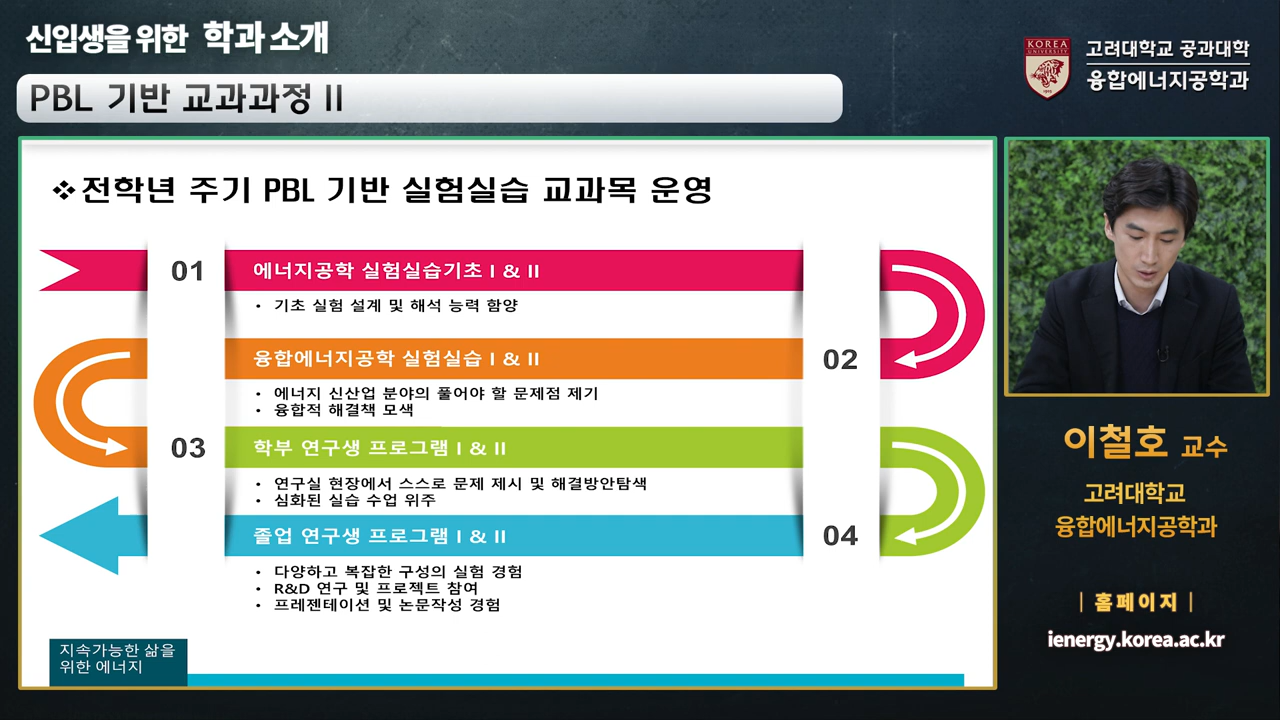 신입생을 위한 학과 소개
KOREA
UNIVERSITY
고려대학교 공과대학
융합에너지공학과
PBL 기반 교과과정 II
❖전학년 주기 PBL 기반 실험실습 교과목 운영
01
에너지공학 실험실습기초 I & II
• 기초 실험 설계 및 해석 능력 함양
융합에너지공학 실험실습 I & II
02
• 에너지 신산업 분야의 풀어야 할 문제점 제기
• 융합적 해결책 모색
03
학부 연구생 프로그램 I & II
• 연구실 현장에서 스스로 문제 제시 및 해결방안탐색
• 심화된 실습 수업 위주
졸업 연구생 프로그램 I & II
04
• 다양하고 복잡한 구성의 실험 경험
• R&D 연구 및 프로젝트 참여
• 프레젠테이션 및 논문작성 경험
지속가능한 삶을
위한 에너지
이철호 교수
고려대학교
융합에너지공학과
| 홈페이지 |
ienergy.korea.ac.kr